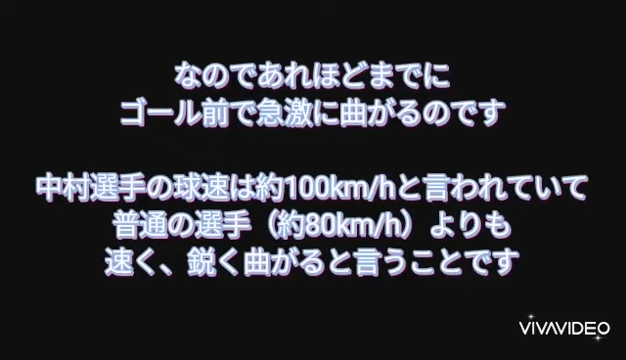 なのであれほどまでに
ゴール前で急激に曲がるのです
中村選手の球速は約100km/hと言われていて
普通の選手（約80km/h）よりも
速く、鋭く曲がると言うことです
VIVAVIDEO